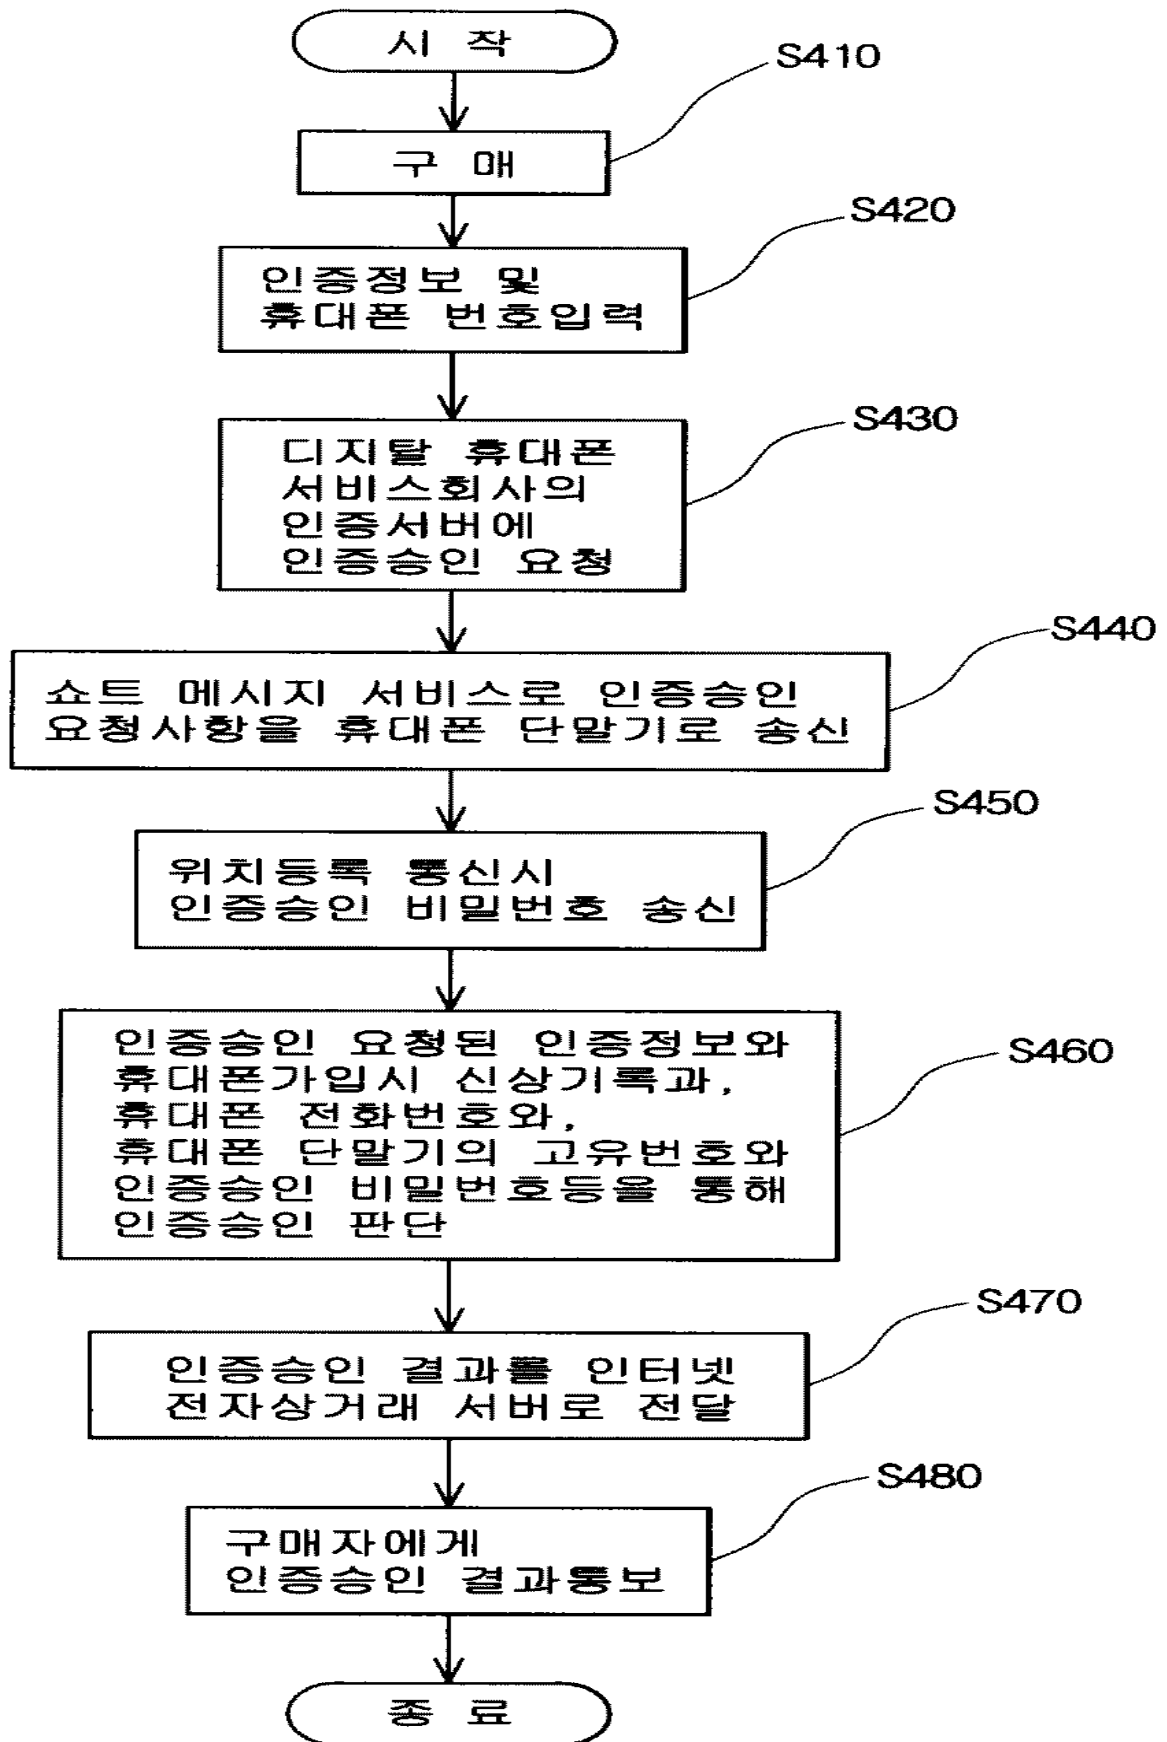 시 작
S410
구 매
S420
인증정보 및
휴대폰 번호입력
S430
디지탈 휴대폰
서비스회사의
인증서버에
인증승인 요청
S440
쇼트 메시지 서비스로 인증승인
요청사항을 휴대폰 단말기로 송신
S450
위치등록 통신시
인증승인 비밀번호 송신
S460
인증승인 요청된 인증정보와
휴대폰가입시 신상기록과,
휴대폰 전화번호와,
휴대폰 단말기의 고유번호와
인증승인 비밀번호등을 통해
인증승인 판단
S470
인증승인 결과를 인터넷
전자상거래 서버로 전달
S480
구매자에게
인증승인 결과통보
종 료